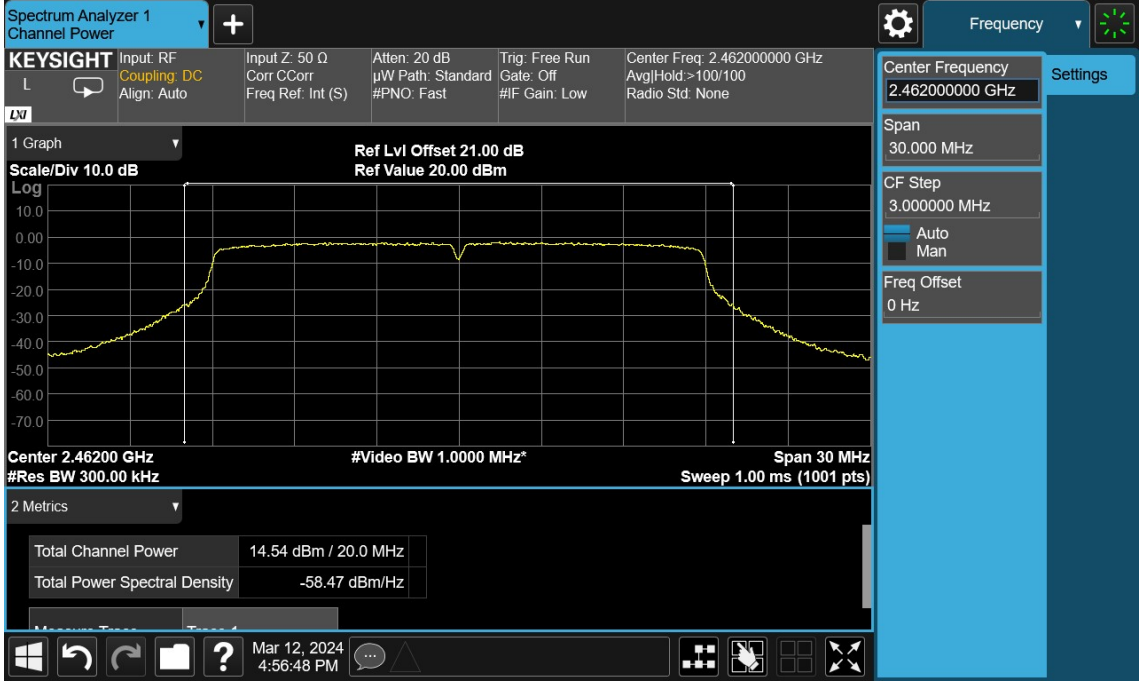 Spectrum Analyzer 1
Channel Power
+
Frequency
KEYSIGHT
L
LXI
Input: RF
Coupling: DC
Align: Auto
Input Z: 50 Ω
Corr CCorr
Freq Ref: Int (S)
Atten: 20 dB
µW Path: Standard
#PNO: Fast
Trig: Free Run
Gate: Off
#IF Gain: Low
Center Freq: 2.462000000 GHz
Avg|Hold:>100/100
Radio Std: None
Center Frequency
2.462000000 GHz
Settings
Span
30.000 MHz
CF Step
3.000000 MHz
Auto
Man
Freq Offset
0 Hz
1 Graph
Scale/Div 10.0 dB
Ref Lvl Offset 21.00 dB
Ref Value 20.00 dBm
Log
10.0
0.00
-10.0
-20.0
-30.0
-40.0
-50.0
-60.0
-70.0
Center 2.46200 GHz
#Video BW 1.0000 MHz*
Span 30 MHz
#Res BW 300.00 kHz
Sweep 1.00 ms (1001 pts)
2 Metrics
Total Channel Power 14.54 dBm / 20.0 MHz
Total Power Spectral Density -58.47 dBm/Hz
Measure Trace Trace 1
?
Mar 12, 2024
4:56:48 PM